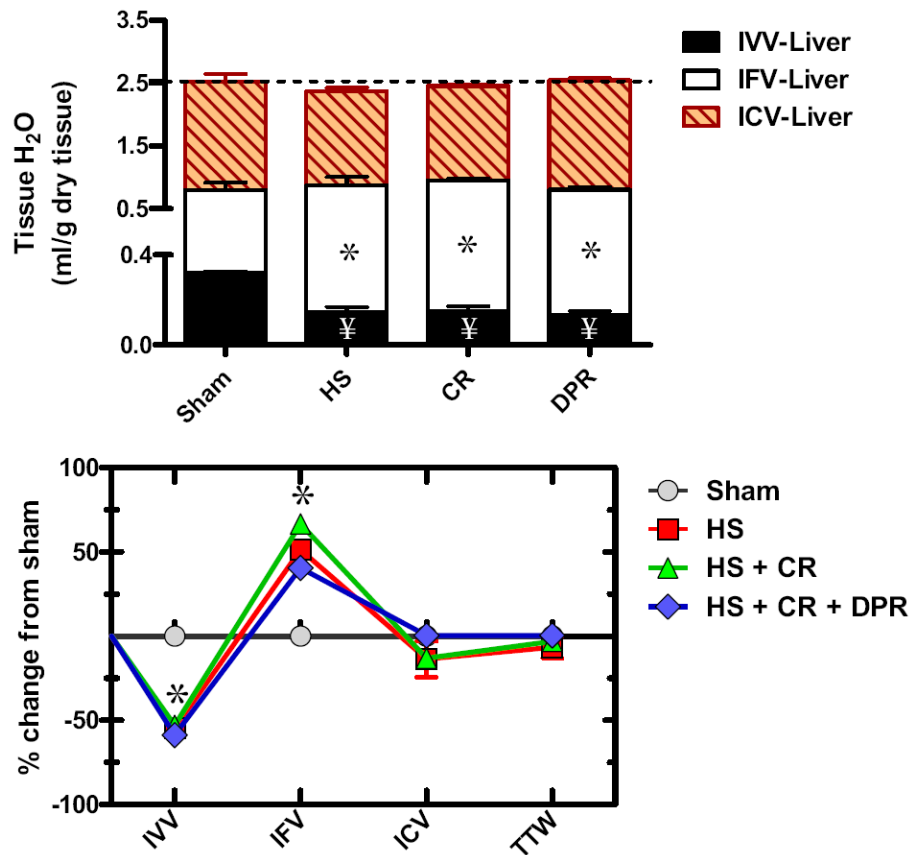 3.5
2.5
1.5
0.5
0.4
0.0
Tissue H₂O
(ml/g dry tissue)
IVV-Liver
IFV-Liver
ICV-Liver
* * *
¥ ¥ ¥
Sham HS CR DPR
100
50
0
-50
-100
% change from sham
*
*
IVV IFV ICV TTW
Sham
HS
HS + CR
HS + CR + DPR